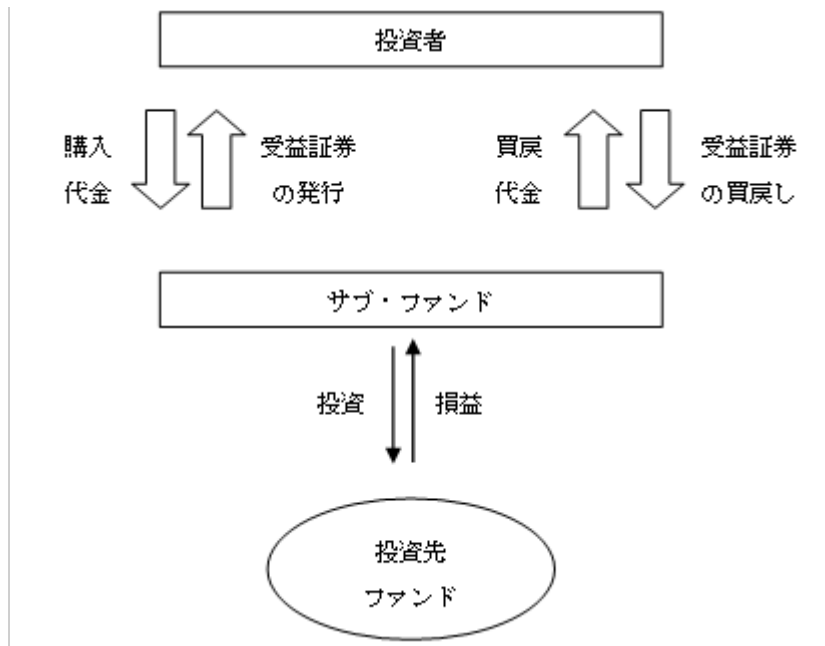 投資者
購入
代金
受益証券
の発行
買戻
代金
受益証券
の買戻し
サブ・ファンド
投資
損益
投資先
ファンド